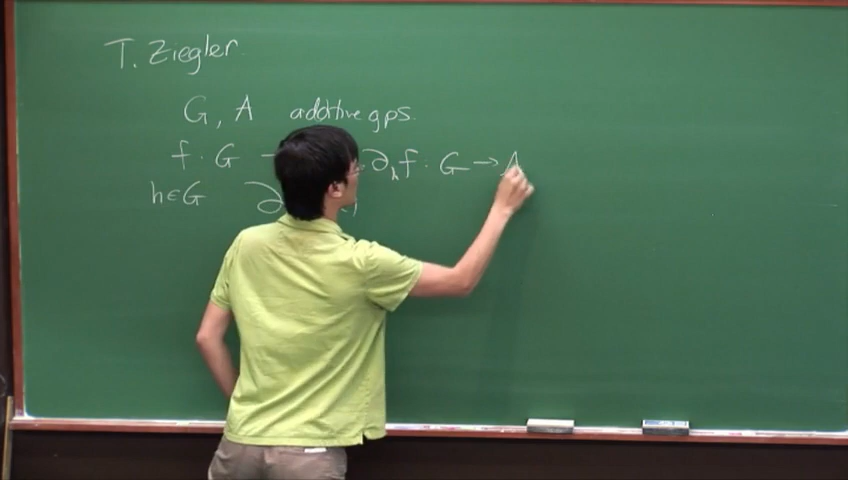 T. Ziegler
G, A additive gps.
f : G → ∂ₕf : G → A
h∈G ∂